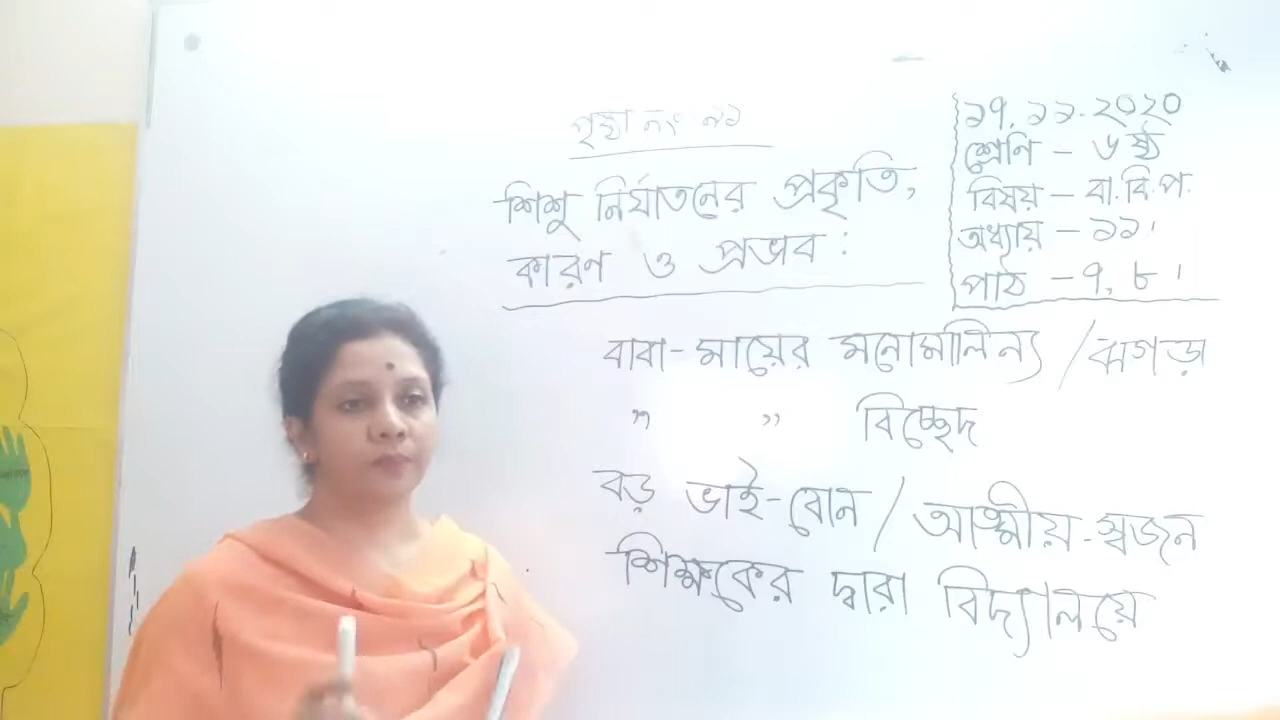 পৃষ্ঠা নং ৯১
শিশু নির্যাতনের প্রকৃতি,
কারণ ও প্রভাব :
১৭.১১.২০২০
শ্রেণি - ৬ষ্ঠ
বিষয় - বা.বি.প.
অধ্যায় - ১১।
পাঠ - ৭, ৮।
বাবা-মায়ের মনোমালিন্য / ঝগড়া
" " বিচ্ছেদ
বড় ভাই-বোন / আত্মীয়-স্বজন
শিক্ষকের দ্বারা বিদ্যালয়ে